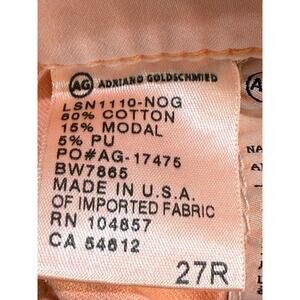 AG ADRIANO GOLDSCHMIED
LSN1110-NOG
80% COTTON
15% MODAL
5% PU
PO#AG-17475
BW7865
MADE IN U.S.A.
OF IMPORTED FABRIC
RN 104857
CA 54612
27R